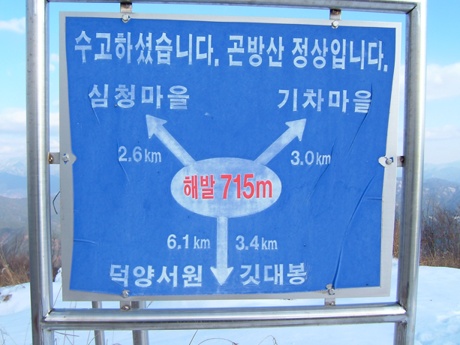 수고하셨습니다. 곤방산 정상입니다.
심청마을 기차마을
2.6km 3.0km
해발 715m
6.1km 3.4km
덕양서원 깃대봉